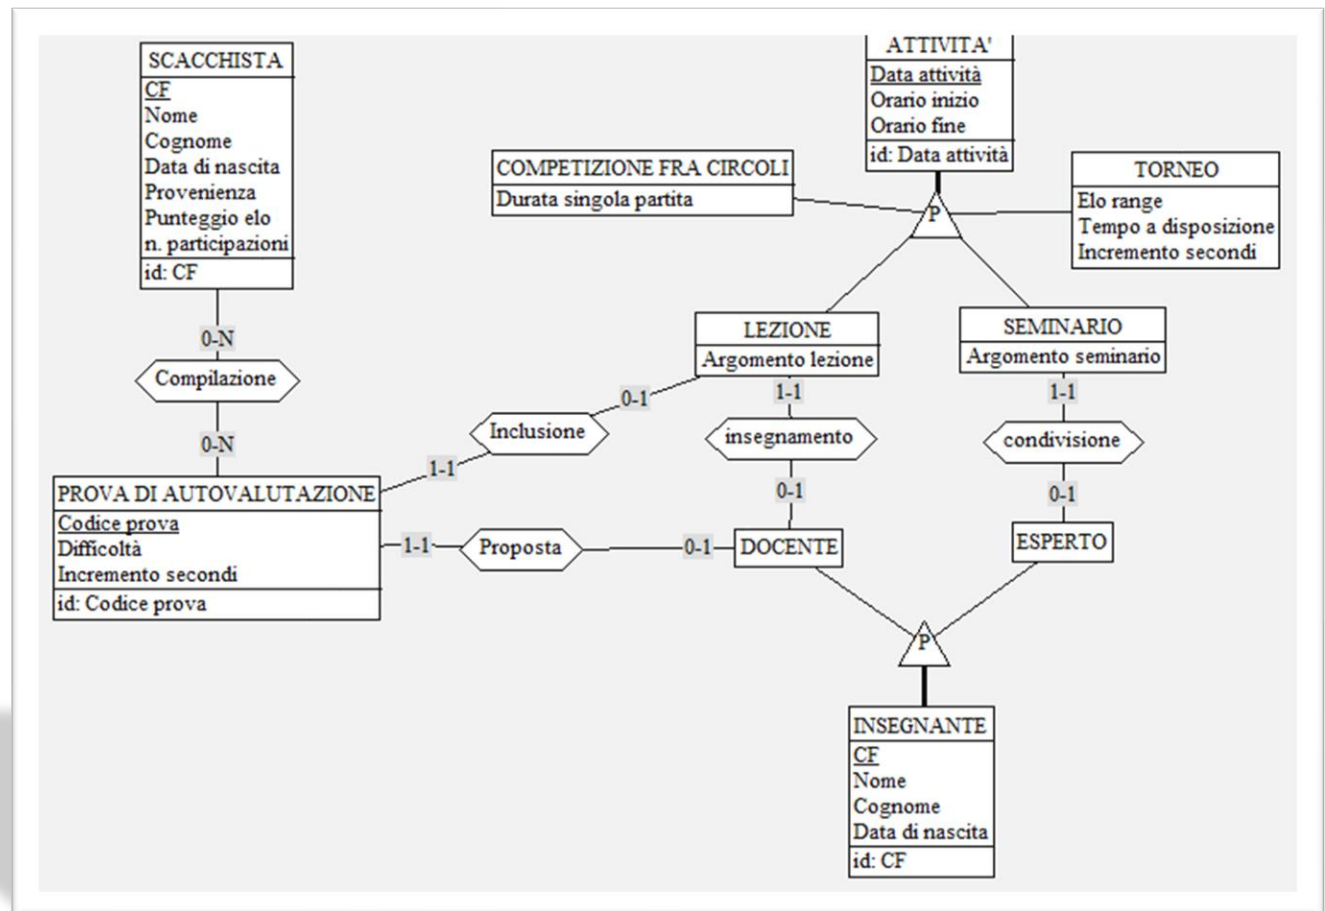 SCACCHISTA
CF
Nome
Cognome
Data di nascita
Provenienza
Punteggio elo
n. participazioni
id: CF
ATTIVITA'
Data attività
Orario inizio
Orario fine
id: Data attività
COMPETIZIONE FRA CIRCOLI
Durata singola partita
TORNEO
Elo range
Tempo a disposizione
Incremento secondi
P
LEZIONE
Argomento lezione
SEMINARIO
Argomento seminario
0-N
Compilazione
0-N
0-1
Inclusione
1-1
1-1
insegnamento
0-1
1-1
condivisione
0-1
PROVA DI AUTOVALUTAZIONE
Codice prova
Difficoltà
Incremento secondi
id: Codice prova
1-1
Proposta
0-1
DOCENTE
ESPERTO
P
INSEGNANTE
CF
Nome
Cognome
Data di nascita
id: CF